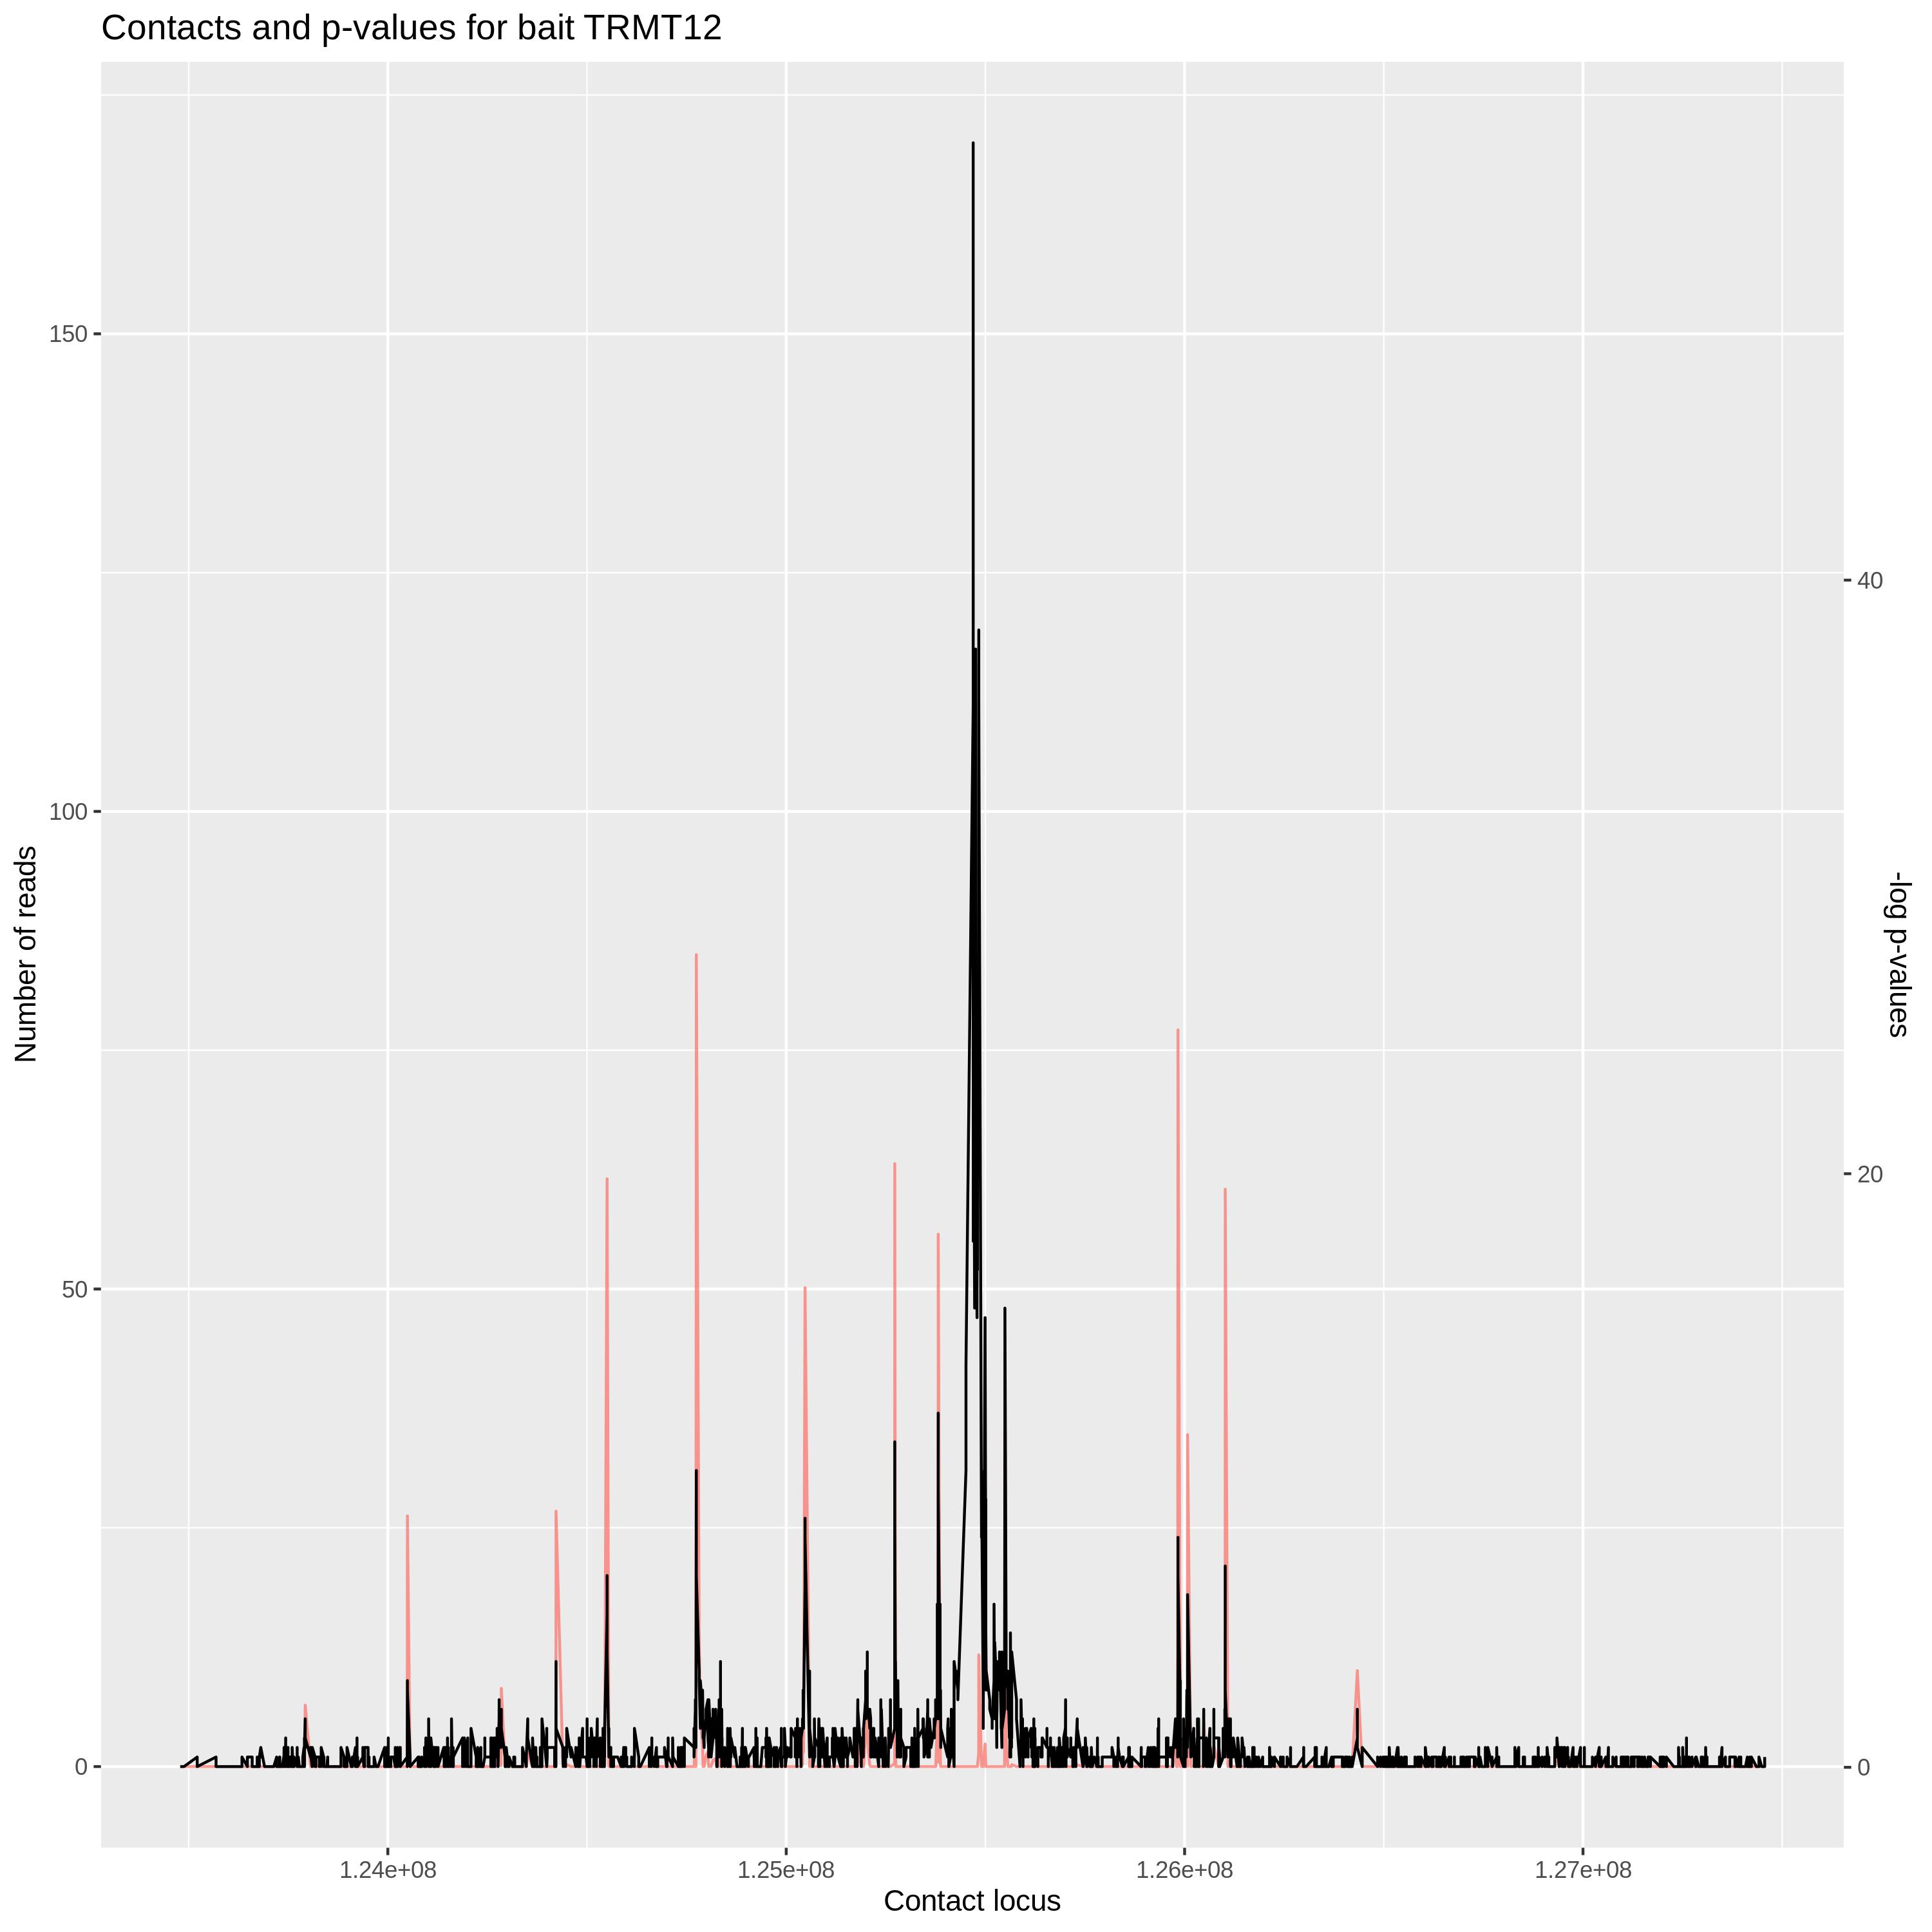 Contacts and p-values for bait TRMT12
150
100
50
0
Number of reads
40
20
0
-log p-values
1.24e+08
1.25e+08
1.26e+08
1.27e+08
Contact locus